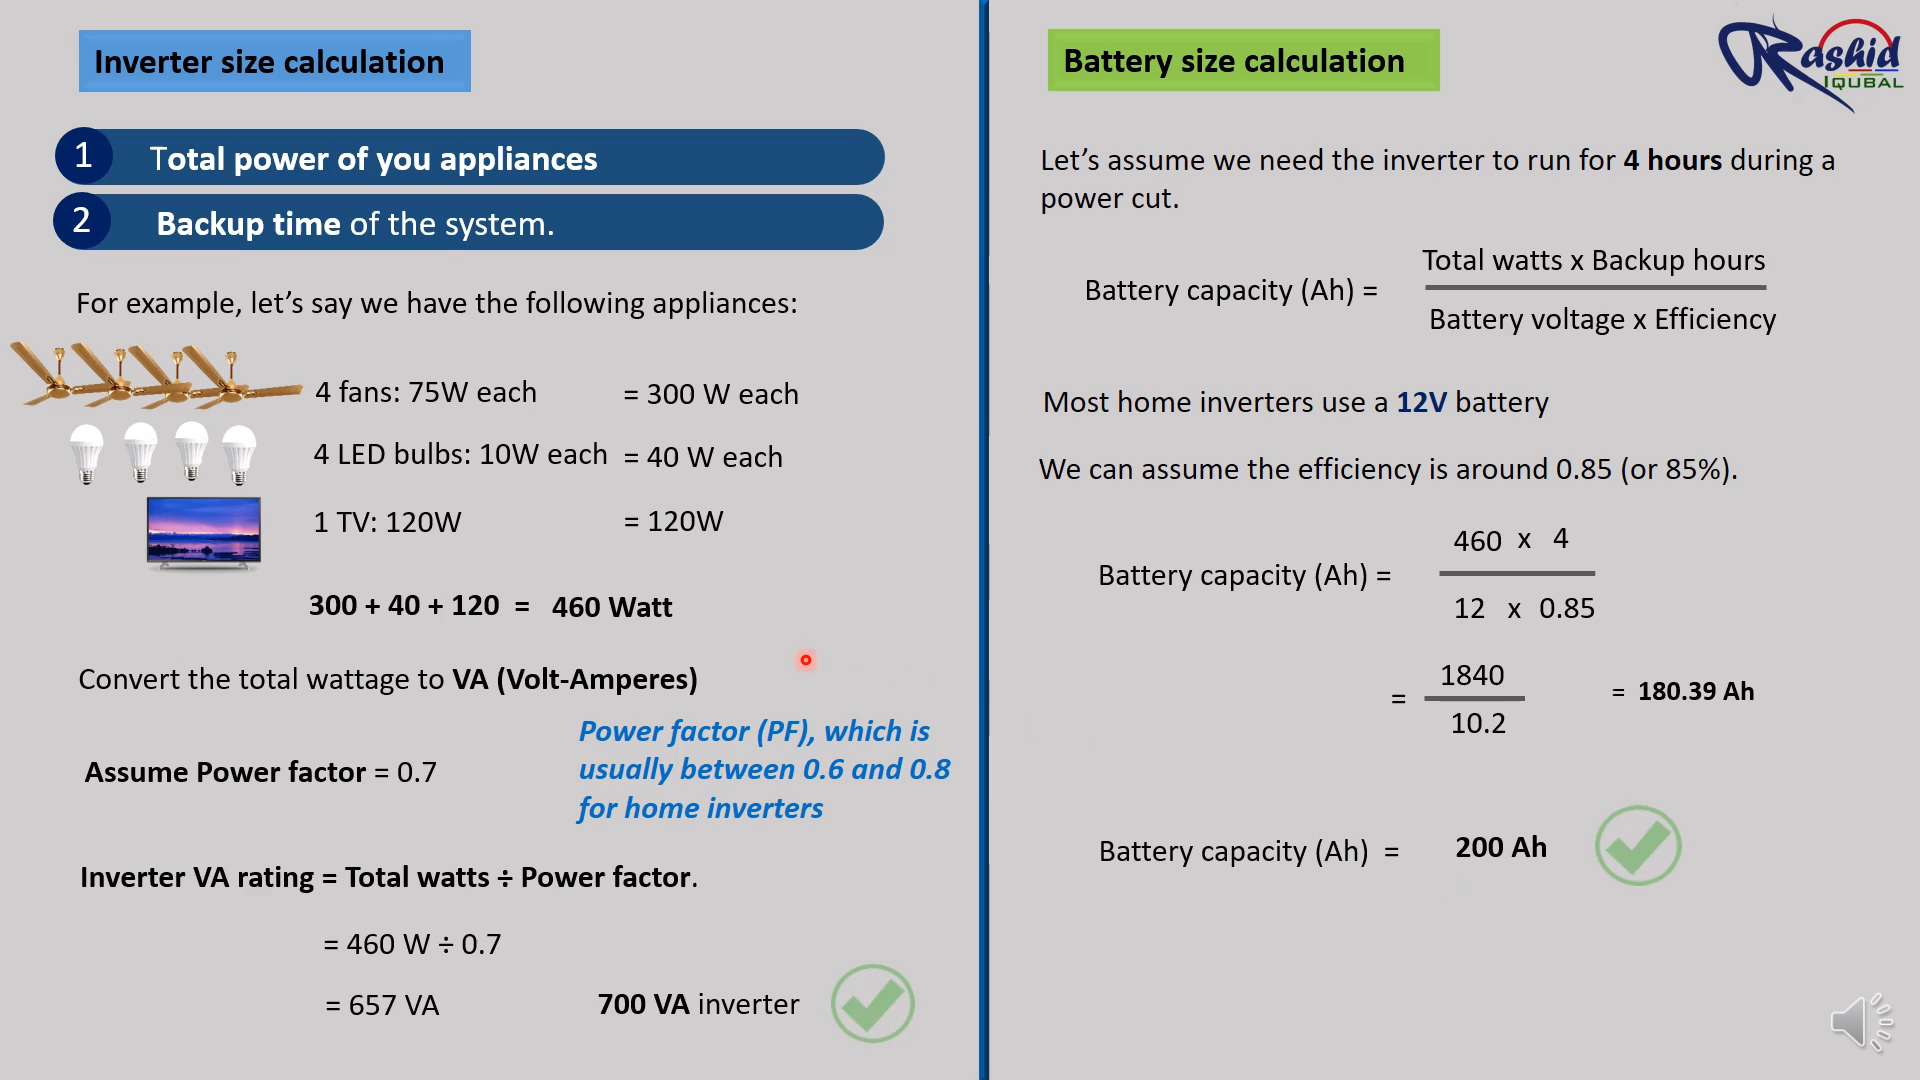 Inverter size calculation
1
Total power of you appliances
2
Backup time of the system.
For example, let’s say we have the following appliances:
4 fans: 75W each = 300 W each
4 LED bulbs: 10W each = 40 W each
1 TV: 120W = 120W
300 + 40 + 120 = 460 Watt
Convert the total wattage to VA (Volt-Amperes)
Assume Power factor = 0.7
Power factor (PF), which is
usually between 0.6 and 0.8
for home inverters
Inverter VA rating = Total watts ÷ Power factor.
= 460 W ÷ 0.7
= 657 VA 700 VA inverter
Battery size calculation
Rashid
IQUBAL
Let’s assume we need the inverter to run for 4 hours during a
power cut.
Battery capacity (Ah) =
Total watts x Backup hours
Battery voltage x Efficiency
Most home inverters use a 12V battery
We can assume the efficiency is around 0.85 (or 85%).
Battery capacity (Ah) =
460 x 4
12 x 0.85
=
1840
10.2
= 180.39 Ah
Battery capacity (Ah) = 200 Ah